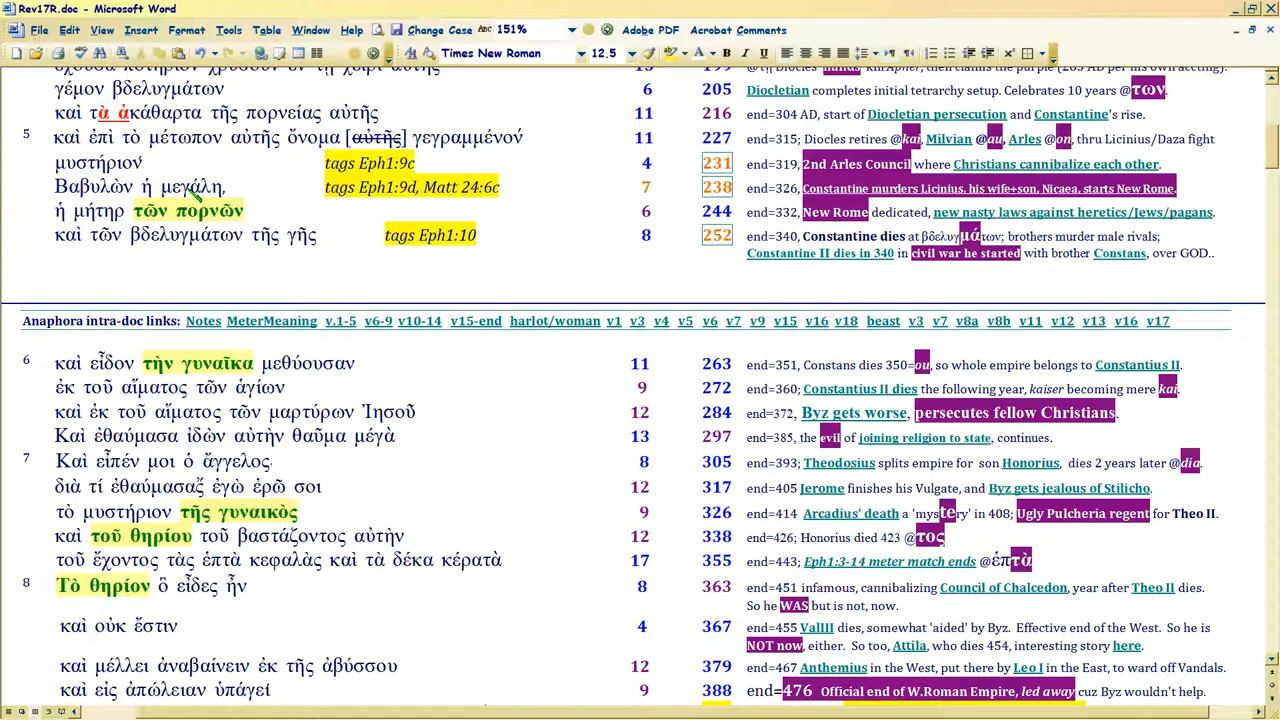 Rev17R.doc - Microsoft Word
File Edit View Insert Format Tools Table Window Help Change Case 151% Adobe PDF Acrobat Comments
Times New Roman 12.5 B I U
γέμον βδελυγμάτων 6 205 Diocletian completes initial tetrarchy setup. Celebrates 10 years @των.
καὶ τὰ ἀκάθαρτα τῆς πορνείας αὐτῆς 11 216 end=304 AD, start of Diocletian persecution and Constantine's rise.
5 καὶ ἐπὶ τὸ μέτωπον αὐτῆς ὄνομα [αὐτῆς] γεγραμμένον 11 227 end=315; Diocles retires @kai, Milvian @au, Arles @on, thru Licinius/Daza fight
μυστήριον tags Eph1:9c 4 231 end=319, 2nd Arles Council where Christians cannibalize each other.
Βαβυλὼν ἡ μεγάλη, tags Eph1:9d, Matt 24:6c 7 238 end=326, Constantine murders Licinius, his wife+son, Nicaea, starts New Rome.
ἡ μήτηρ τῶν πορνῶν 6 244 end=332, New Rome dedicated, new nasty laws against heretics/Jews/pagans.
καὶ τῶν βδελυγμάτων τῆς γῆς tags Eph1:10 8 252 end=340, Constantine dies at βδελυγμάτων; brothers murder male rivals;
Constantine II dies in 340 in civil war he started with brother Constans, over GOD..
Anaphora intra-doc links: Notes MeterMeaning v.1-5 v6-9 v10-14 v15-end harlot/woman v1 v3 v4 v5 v6 v7 v9 v15 v16 v18 beast v3 v7 v8a v8b v11 v12 v13 v16 v17
6 καὶ εἶδον τὴν γυναῖκα μεθύουσαν 11 263 end=351, Constans dies 350=ou, so whole empire belongs to Constantius II.
ἐκ τοῦ αἵματος τῶν ἁγίων 9 272 end=360; Constantius II dies the following year, kaiser becoming mere kai.
καὶ ἐκ τοῦ αἵματος τῶν μαρτύρων Ἰησοῦ 12 284 end=372, Byz gets worse, persecutes fellow Christians.
Καὶ ἐθαύμασα ἰδὼν αὐτὴν θαῦμα μέγὰ 13 297 end=385, the evil of joining religion to state, continues.
7 Καὶ εἶπέν μοι ὁ ἄγγελος· 8 305 end=393; Theodosius splits empire for son Honorius, dies 2 years later @dia.
διὰ τί ἐθαύμασαξ ἐγὼ ἐρῶ σοι 12 317 end=405 Jerome finishes his Vulgate, and Byz gets jealous of Stilicho.
τὸ μυστήριον τῆς γυναικὸς 9 326 end=414 Arcadius' death a 'mystery' in 408; Ugly Pulcheria regent for Theo II.
καὶ τοῦ θηρίου τοῦ βαστάζοντος αὐτὴν 12 338 end=426; Honorius died 423 @τος
τοῦ ἔχοντος τὰς ἑπτὰ κεφαλὰς καὶ τὰ δέκα κέρατὰ 17 355 end=443; Eph1:3-14 meter match ends @ἑπτὰ
8 Τὸ θηρίον ὃ εἶδες ἦν 8 363 end=451 infamous, cannibalizing Council of Chalcedon, year after Theo II dies.
So he WAS but is not, now.
καὶ οὐκ ἔστιν 4 367 end=455 ValIII dies, somewhat 'aided' by Byz. Effective end of the West. So he is
NOT now, either. So too, Attila, who dies 454, interesting story here.
καὶ μέλλει ἀναβαίνειν ἐκ τῆς ἀβύσσου 12 379 end=467 Anthemius in the West, put there by Leo I in the East, to ward off Vandals.
καὶ εἰς ἀπώλειαν ὑπάγεί 9 388 end=476 Official end of W.Roman Empire, led away cuz Byz wouldn't help.